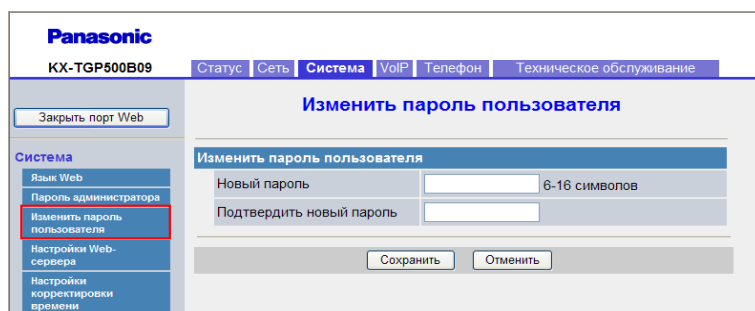 Panasonic
KX-TGP500B09
Статус Сеть Система VoIP Телефон Техническое обслуживание
Закрыть порт Web
Изменить пароль пользователя
Система
Язык Web
Пароль администратора
Изменить пароль
пользователя
Настройки Web-
сервера
Настройки
корректировки
времени
Изменить пароль пользователя
Новый пароль 6-16 символов
Подтвердить новый пароль
Сохранить Отменить